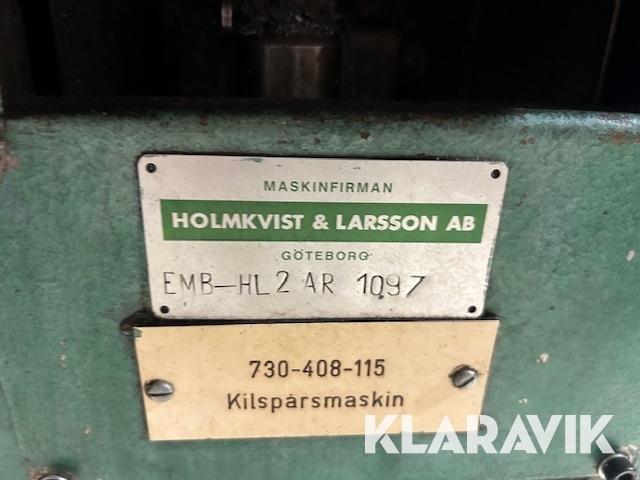 MASKINFIRMAN
HOLMKVIST & LARSSON AB
GÖTEBORG
EMB-HL 2 AR 1097
730-408-115
Kilspårsmaskin
KLARAVIK